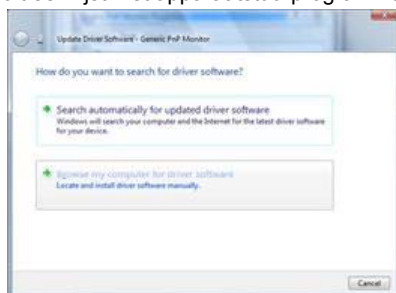 Update Driver Software - Generic PnP Monitor
How do you want to search for driver software?
Search automatically for updated driver software
Windows will search your computer and the Internet for the latest driver software
for your device.
Browse my computer for driver software
Locate and install driver software manually.
Cancel